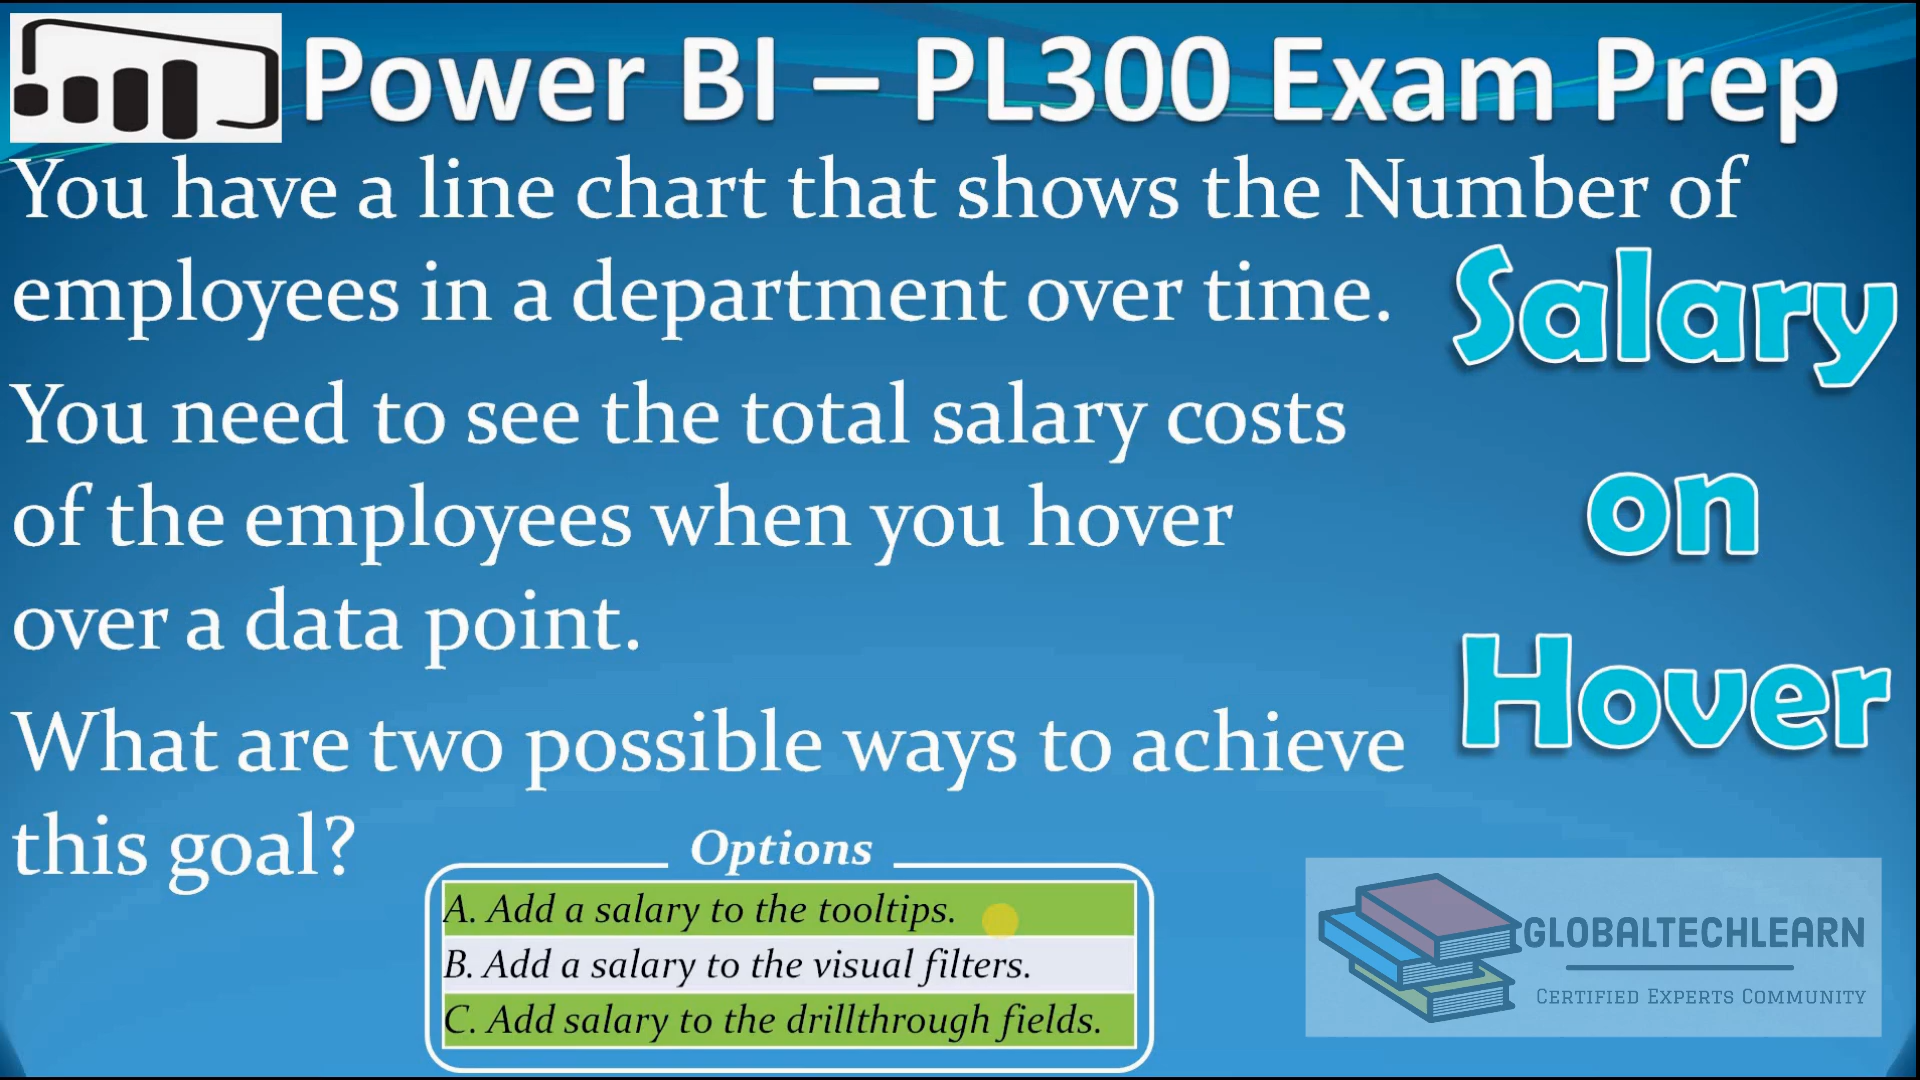 Power BI – PL300 Exam Prep
You have a line chart that shows the Number of
employees in a department over time.
You need to see the total salary costs
of the employees when you hover
over a data point.
What are two possible ways to achieve
this goal?
Salary
on
Hover
Options
A. Add a salary to the tooltips.
B. Add a salary to the visual filters.
C. Add salary to the drillthrough fields.
GLOBALTECHLEARN
CERTIFIED EXPERTS COMMUNITY